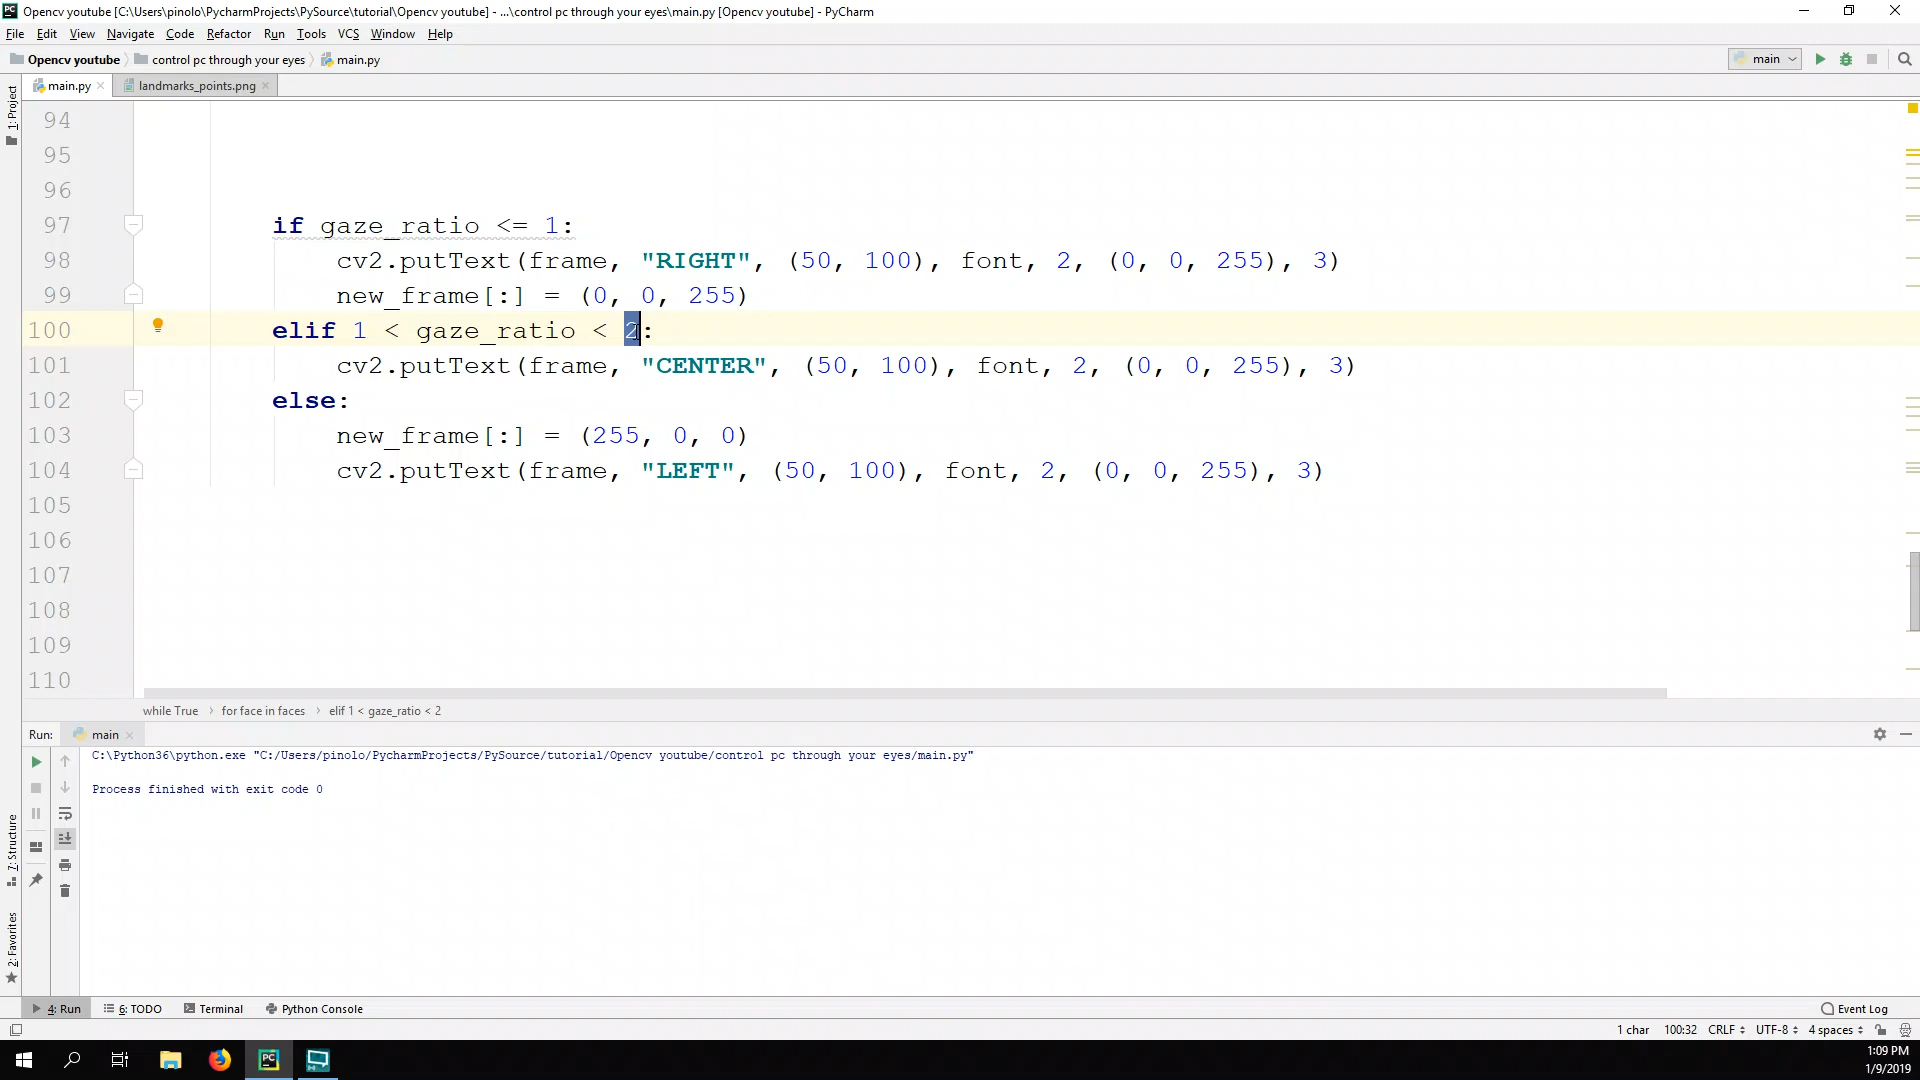 Opencv youtube [C:\Users\pinolo\PycharmProjects\PySource\tutorial\Opencv youtube] - ...\control pc through your eyes\main.py [Opencv youtube] - PyCharm
File Edit View Navigate Code Refactor Run Tools VCS Window Help
Opencv youtube control pc through your eyes main.py main
main.py landmarks_points.png
1: Project
94
95
96
97 if gaze_ratio <= 1:
98 cv2.putText(frame, "RIGHT", (50, 100), font, 2, (0, 0, 255), 3)
99 new_frame[:] = (0, 0, 255)
100 elif 1 < gaze_ratio < 2:
101 cv2.putText(frame, "CENTER", (50, 100), font, 2, (0, 0, 255), 3)
102 else:
103 new_frame[:] = (255, 0, 0)
104 cv2.putText(frame, "LEFT", (50, 100), font, 2, (0, 0, 255), 3)
105
106
107
108
109
110
while True › for face in faces › elif 1 < gaze_ratio < 2
Run: main
C:\Python36\python.exe "C:/Users/pinolo/PycharmProjects/PySource/tutorial/Opencv youtube/control pc through your eyes/main.py"
Process finished with exit code 0
7: Structure
2: Favorites
4: Run 6: TODO Terminal Python Console Event Log
1 char 100:32 CRLF UTF-8 4 spaces
PC
1:09 PM
1/9/2019